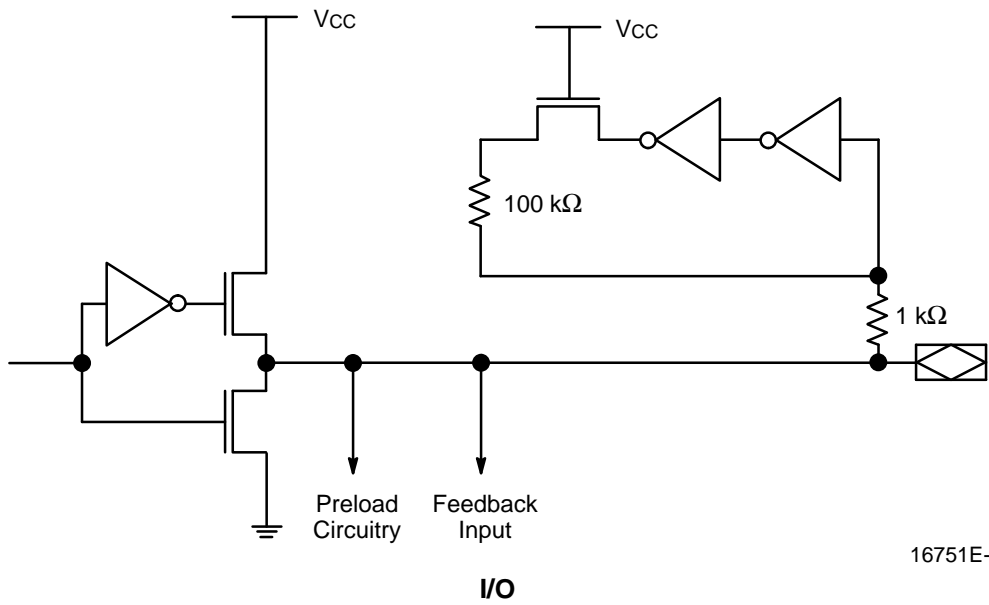 VCC
VCC
100 kΩ
1 kΩ
Preload
Circuitry
Feedback
Input
16751E-
I/O